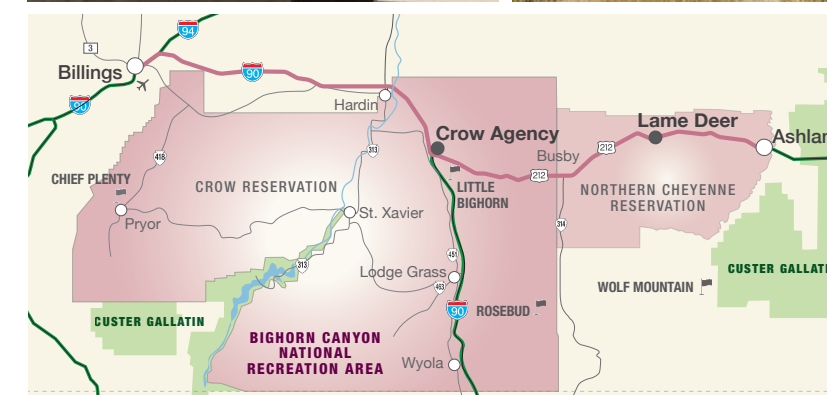 94
3
Billings
90
90
Hardin
Crow Agency
Lame Deer
Ashlan
Busby
212
212
418
313
CHIEF PLENTY
CROW RESERVATION
LITTLE
BIGHORN
NORTHERN CHEYENNE
RESERVATION
Pryor
St. Xavier
314
313
451
Lodge Grass
463
WOLF MOUNTAIN
CUSTER GALLATI
CUSTER GALLATIN
90
ROSEBUD
BIGHORN CANYON
NATIONAL
RECREATION AREA
Wyola